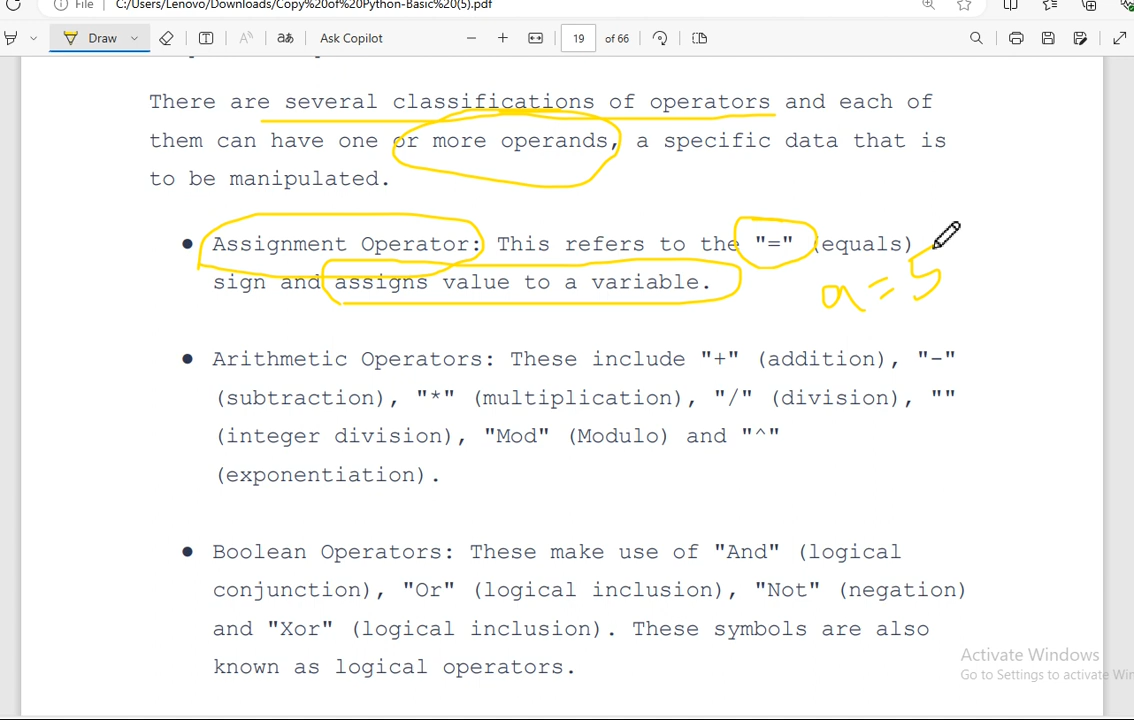 File C:/Users/Lenovo/Downloads/Copy%20of%20Python-Basic%20(5).pdf
Draw Ask Copilot 19 of 66
There are several classifications of operators and each of
them can have one or more operands, a specific data that is
to be manipulated.
● Assignment Operator: This refers to the "=" (equals)
sign and assigns value to a variable.
a = 5
● Arithmetic Operators: These include "+" (addition), "-"
(subtraction), "*" (multiplication), "/" (division), ""
(integer division), "Mod" (Modulo) and "^"
(exponentiation).
● Boolean Operators: These make use of "And" (logical
conjunction), "Or" (logical inclusion), "Not" (negation)
and "Xor" (logical inclusion). These symbols are also
known as logical operators.
Activate Windows
Go to Settings to activate Win